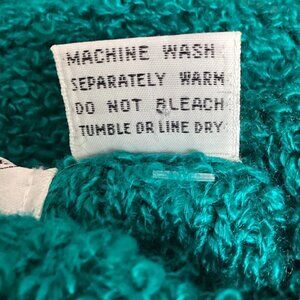 MACHINE WASH
SEPARATELY WARM
DO NOT BLEACH
TUMBLE OR LINE DRY